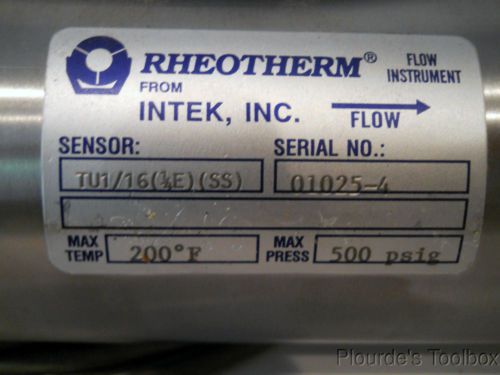 RHEOTHERM®
FLOW INSTRUMENT
FROM
INTEK, INC.
FLOW
SENSOR: SERIAL NO.:
TU1/16(¼E)(SS) 01025-4
MAX TEMP 200°F MAX PRESS 500 psig
Plourde's Toolbox